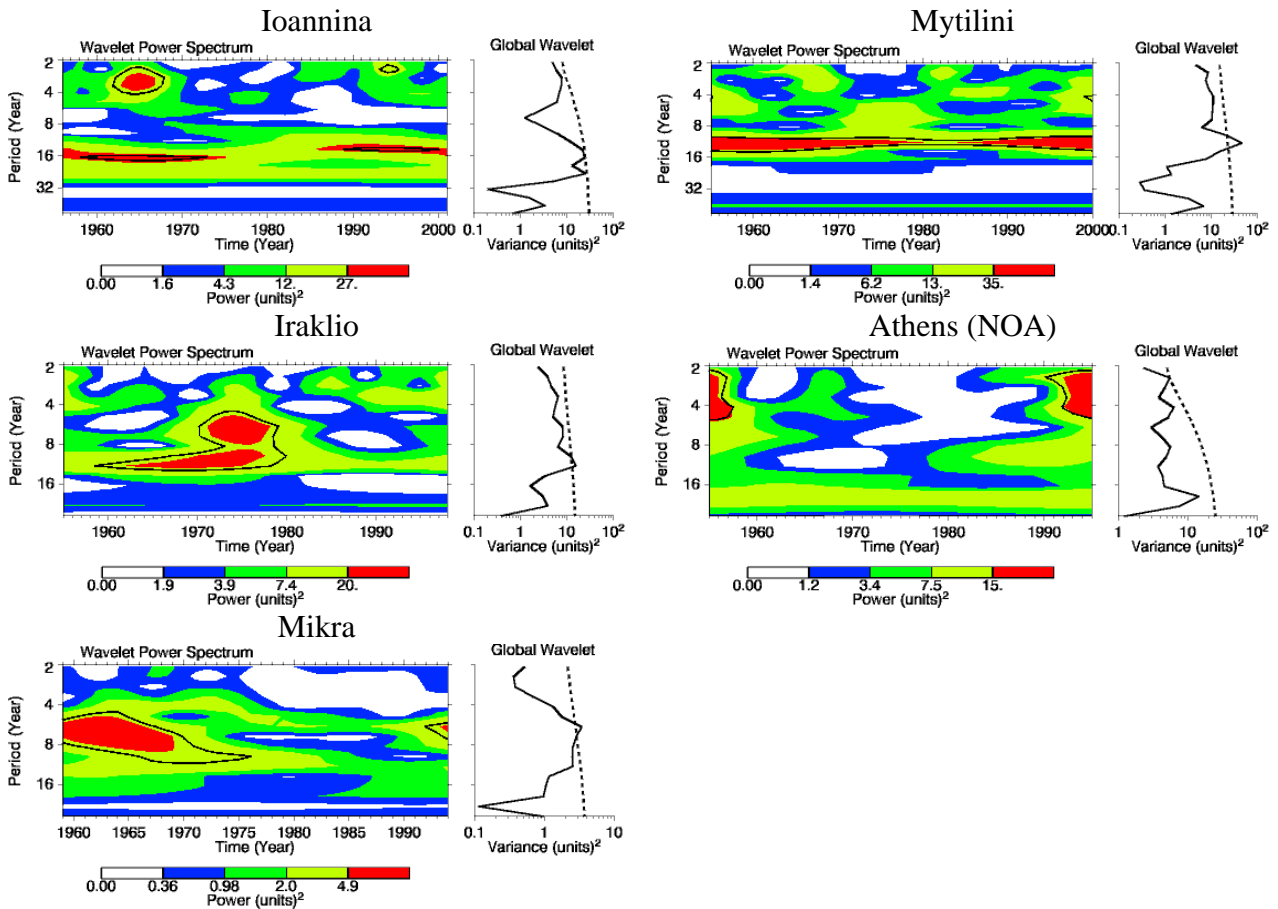 Ioannina
Wavelet Power Spectrum
Global Wavelet
Period (Year)
2
4
8
16
32
1960 1970 1980 1990 2000
Time (Year)
0.1 1 10 10²
Variance (units)²
0.00 1.6 4.3 12. 27.
Power (units)²
Mytilini
Wavelet Power Spectrum
Global Wavelet
Period (Year)
2
4
8
16
32
1960 1970 1980 1990 2000
Time (Year)
0.1 1 10 10²
Variance (units)²
0.00 1.4 6.2 13. 35.
Power (units)²
Iraklio
Wavelet Power Spectrum
Global Wavelet
Period (Year)
2
4
8
16
1960 1970 1980 1990
Time (Year)
0.1 1 10 10²
Variance (units)²
0.00 1.9 3.9 7.4 20.
Power (units)²
Athens (NOA)
Wavelet Power Spectrum
Global Wavelet
Period (Year)
2
4
8
16
1960 1970 1980 1990
Time (Year)
1 10 10²
Variance (units)²
0.00 1.2 3.4 7.5 15.
Power (units)²
Mikra
Wavelet Power Spectrum
Global Wavelet
Period (Year)
2
4
8
16
1960 1965 1970 1975 1980 1985 1990
Time (Year)
0.1 1 10
Variance (units)²
0.00 0.36 0.98 2.0 4.9
Power (units)²